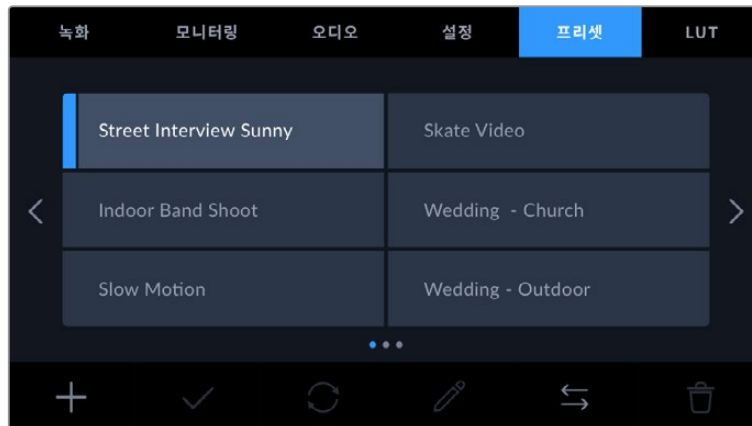 녹화 모니터링 오디오 설정 프리셋 LUT
Street Interview Sunny Skate Video
Indoor Band Shoot Wedding - Church
Slow Motion Wedding - Outdoor